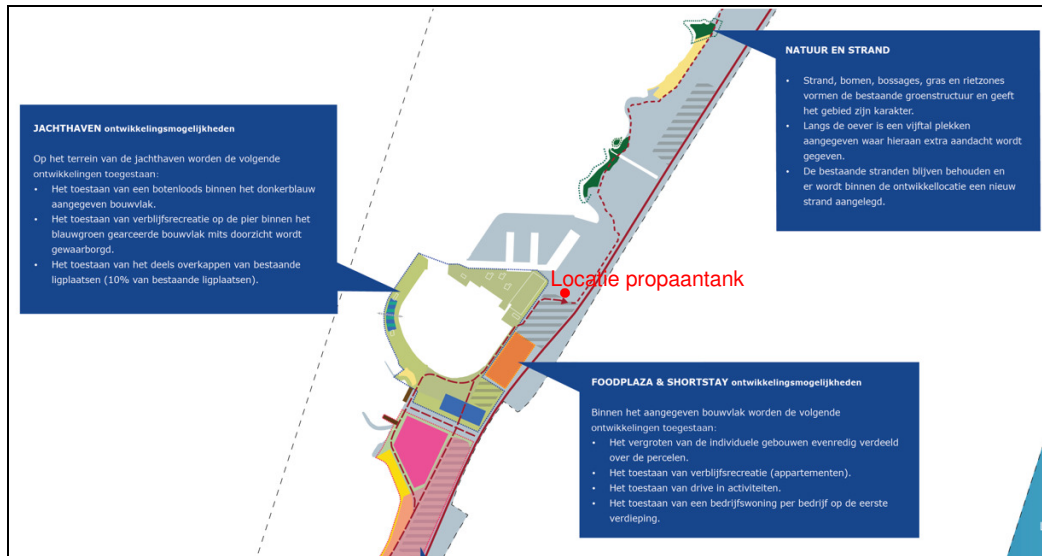 NATUUR EN STRAND
• Strand, bomen, bossages, gras en rietzones
vormen de bestaande groenstructuur en geeft
het gebied zijn karakter.
• Langs de oever is een vijftal plekken
aangegeven waar hieraan extra aandacht wordt
gegeven.
• De bestaande stranden blijven behouden en
er wordt binnen de ontwikkellocatie een nieuw
strand aangelegd.
JACHTHAVEN ontwikkelingsmogelijkheden
Op het terrein van de jachthaven worden de volgende
ontwikkelingen toegestaan:
• Het toestaan van een botenloods binnen het donkerblauw
aangegeven bouwvlak.
• Het toestaan van verblijfsrecreatie op de pier binnen het
blauwgroen gearceerde bouwvlak mits doorzicht wordt
gewaarborgd.
• Het toestaan van het deels overkappen van bestaande
ligplaatsen (10% van bestaande ligplaatsen).
Locatie propaantank
FOODPLAZA & SHORTSTAY ontwikkelingsmogelijkheden
Binnen het aangegeven bouwvlak worden de volgende
ontwikkelingen toegestaan:
• Het vergroten van de individuele gebouwen evenredig verdeeld
over de percelen.
• Het toestaan van verblijfsrecreatie (appartementen).
• Het toestaan van drive in activiteiten.
• Het toestaan van een bedrijfswoning per bedrijf op de eerste
verdieping.